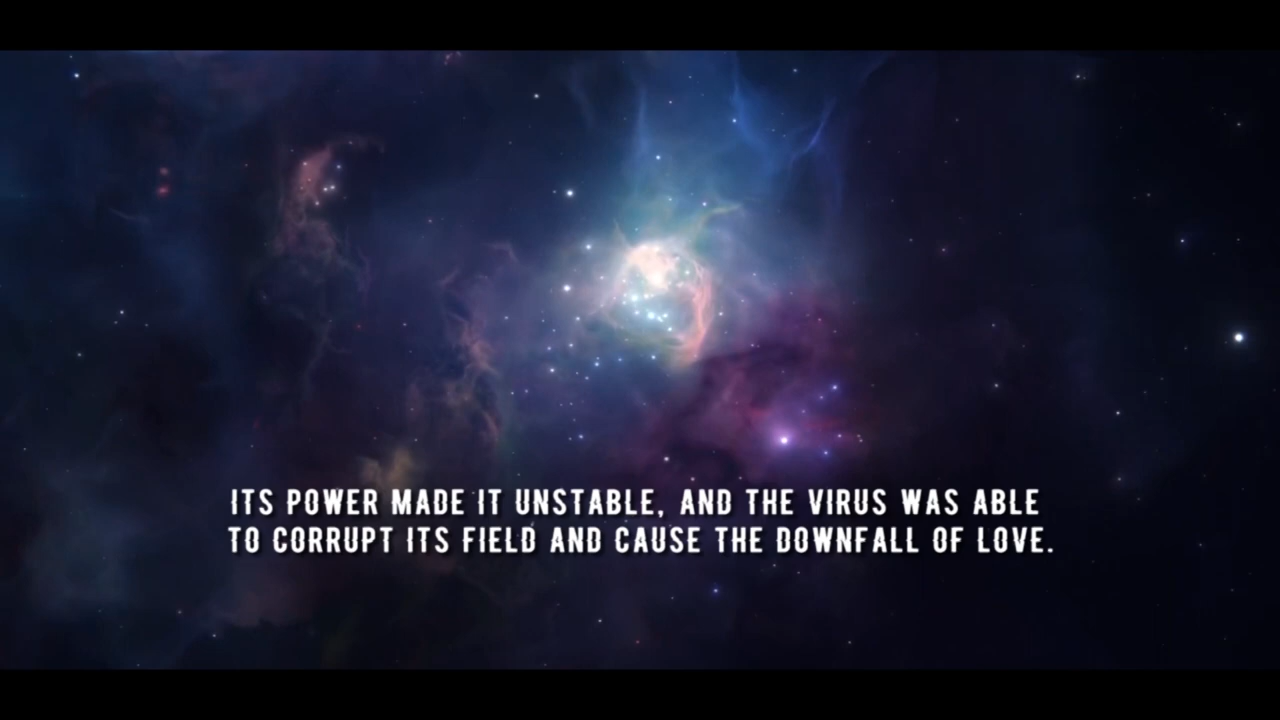 ITS POWER MADE IT UNSTABLE, AND THE VIRUS WAS ABLE
TO CORRUPT ITS FIELD AND CAUSE THE DOWNFALL OF LOVE.